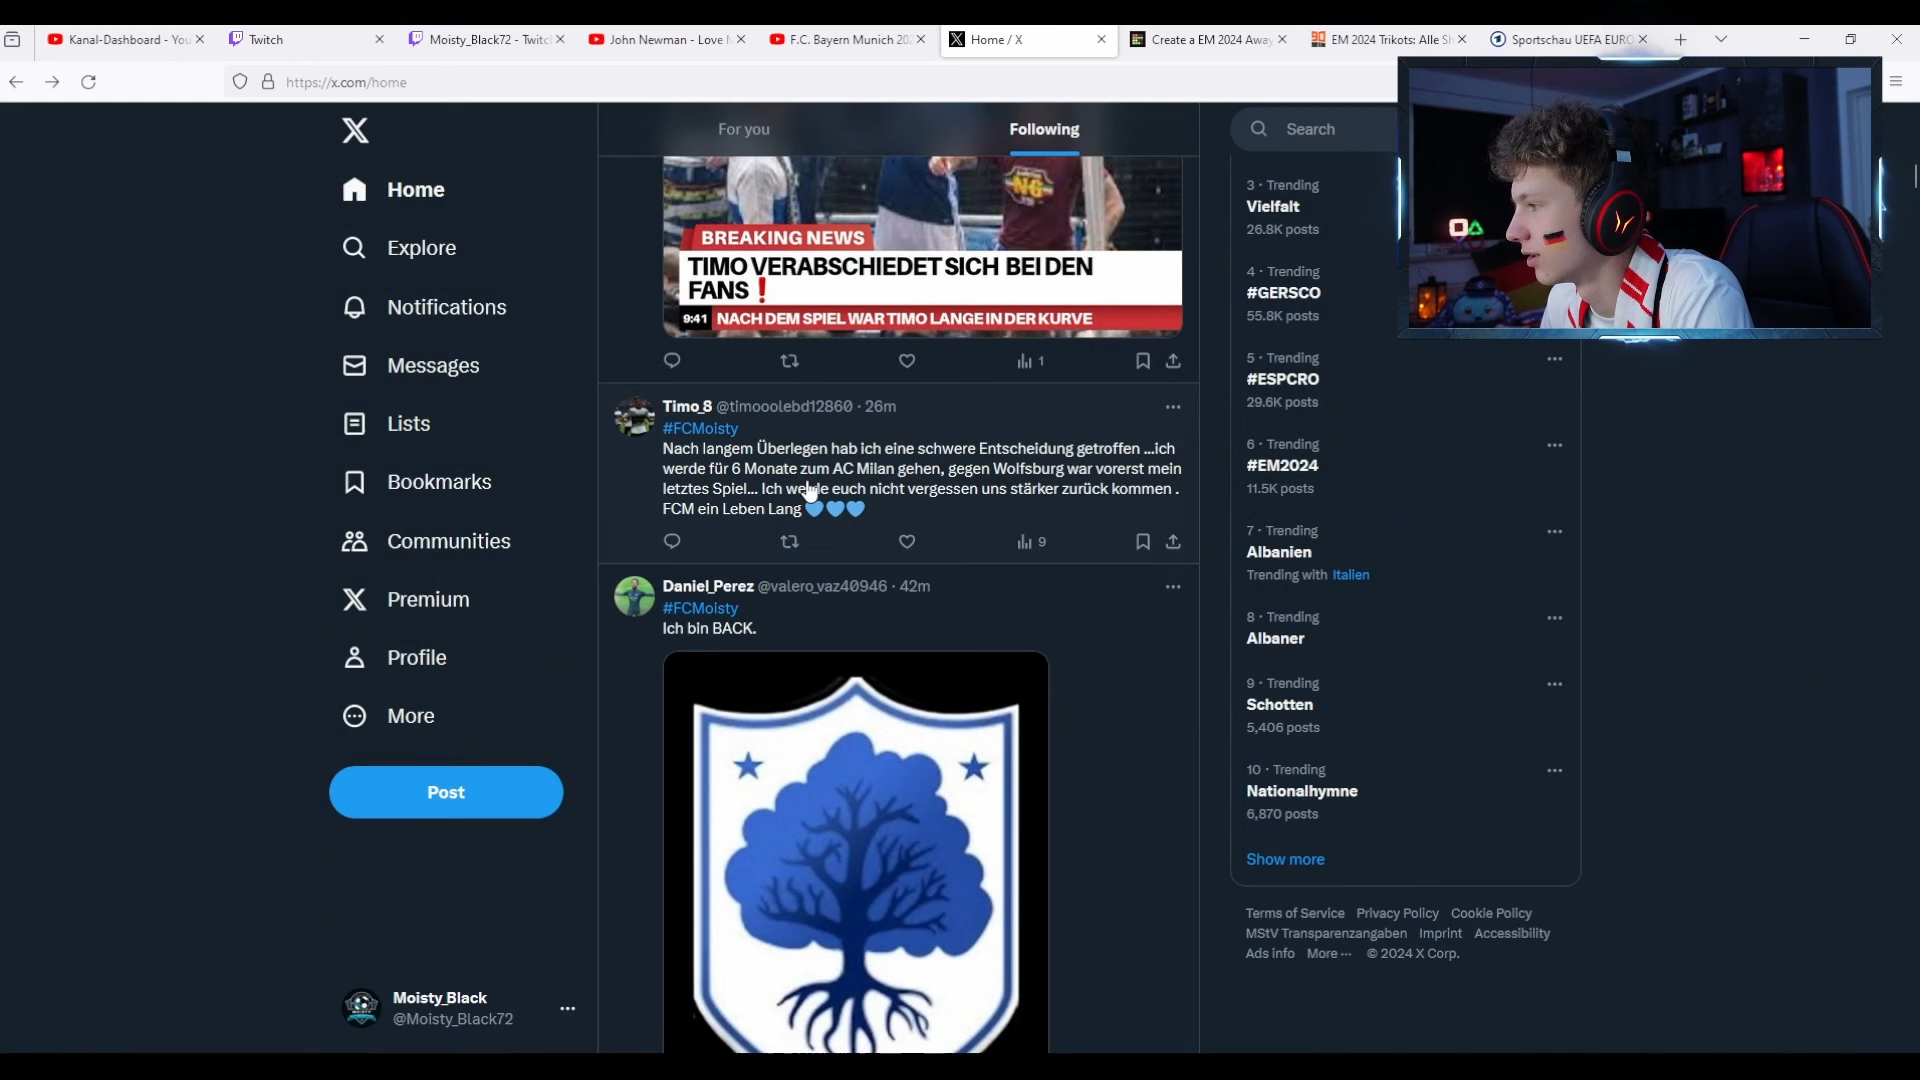 Kanal-Dashboard - You
Twitch
Moisty_Black72 - Twitc
John Newman - Love
F.C. Bayern Munich 202
Home / X
Create a EM 2024 Away
EM 2024 Trikots: Alle Sh
Sportschau UEFA EURO
https://x.com/home
For you
Following
Search
Home
Explore
Notifications
Messages
Lists
Bookmarks
Communities
Premium
Profile
More
Post
Moisty_Black
@Moisty_Black72
NG
BREAKING NEWS
TIMO VERABSCHIEDET SICH BEI DEN
FANS❗
9:41 NACH DEM SPIEL WAR TIMO LANGE IN DER KURVE
1
Timo_8 @timooolebd12860 · 26m
#FCMoisty
Nach langem Überlegen hab ich eine schwere Entscheidung getroffen ...ich
werde für 6 Monate zum AC Milan gehen, gegen Wolfsburg war vorerst mein
letztes Spiel... Ich werde euch nicht vergessen uns stärker zurück kommen .
FCM ein Leben Lang 💙💙💙
9
Daniel_Perez @valero_vaz40946 · 42m
#FCMoisty
Ich bin BACK.
3 · Trending
Vielfalt
26.8K posts
4 · Trending
#GERSCO
55.8K posts
5 · Trending
#ESPCRO
29.6K posts
6 · Trending
#EM2024
11.5K posts
7 · Trending
Albanien
Trending with Italien
8 · Trending
Albaner
9 · Trending
Schotten
5,406 posts
10 · Trending
Nationalhymne
6,870 posts
Show more
Terms of Service Privacy Policy Cookie Policy
MStV Transparenzangaben Imprint Accessibility
Ads info More ··· © 2024 X Corp.